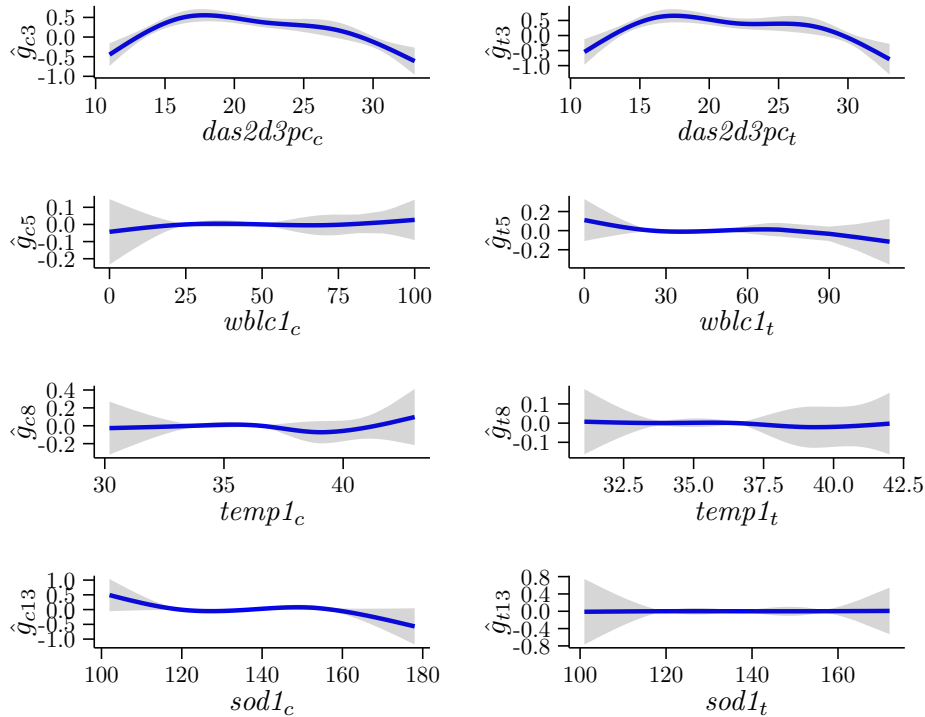 ĝc3
0.5
0.0
-0.5
-1.0
10 15 20 25 30
das2d3pcc
ĝt3
0.5
0.0
-0.5
-1.0
10 15 20 25 30
das2d3pct
ĝc5
0.1
0.0
-0.1
-0.2
0 25 50 75 100
wblc1c
ĝt5
0.2
0.0
-0.2
0 30 60 90
wblc1t
ĝc8
0.4
0.2
0.0
-0.2
30 35 40
temp1c
ĝt8
0.1
0.0
-0.1
32.5 35.0 37.5 40.0 42.5
temp1t
ĝc13
1.0
0.5
0.0
-0.5
-1.0
100 120 140 160 180
sod1c
ĝt13
0.8
0.4
0.0
-0.4
-0.8
100 120 140 160
sod1t